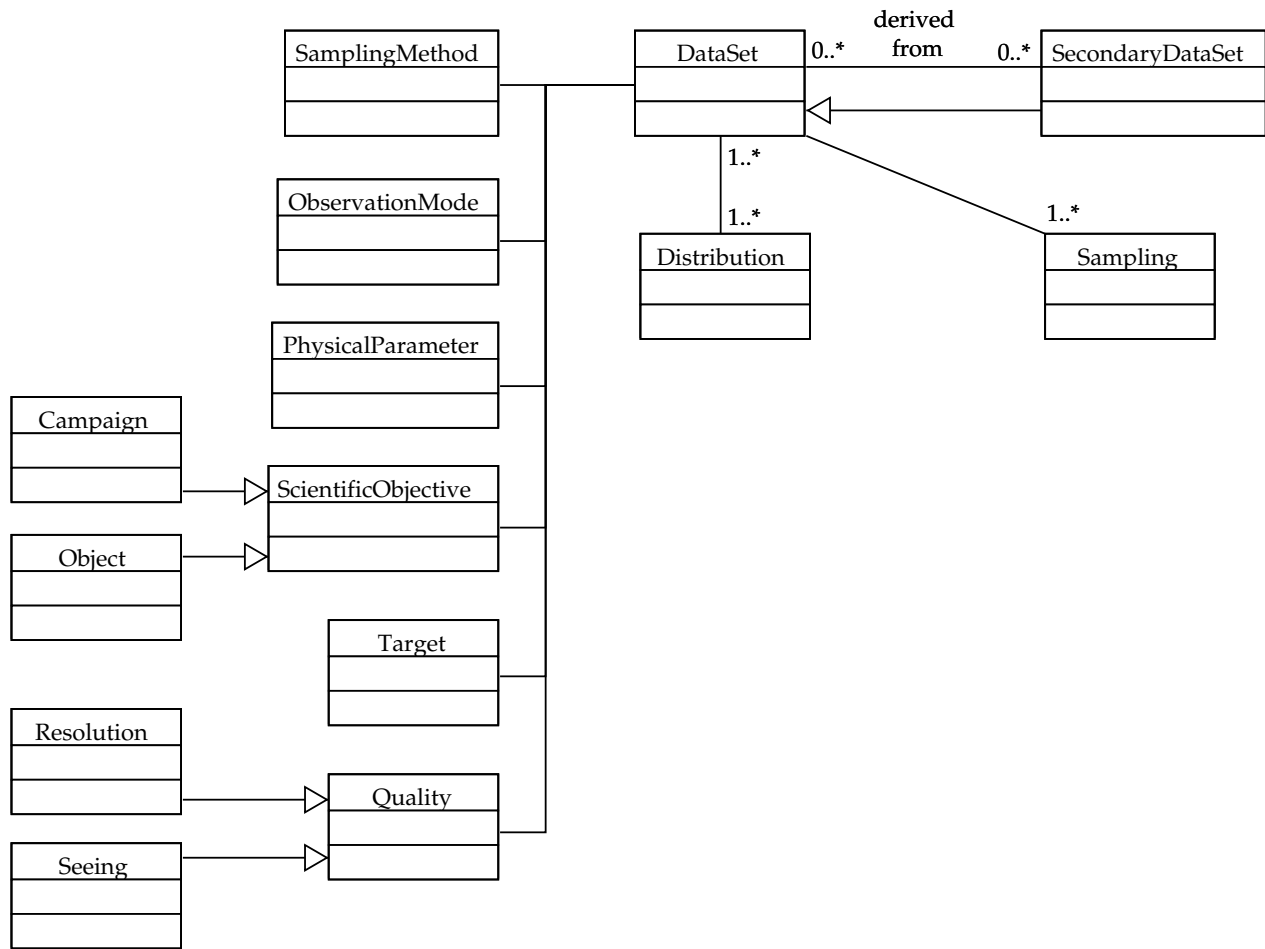 SamplingMethod
DataSet
0..*
derived
from
0..*
SecondaryDataSet
1..*
1..*
1..*
ObservationMode
Distribution
Sampling
PhysicalParameter
Campaign
ScientificObjective
Object
Target
Resolution
Quality
Seeing